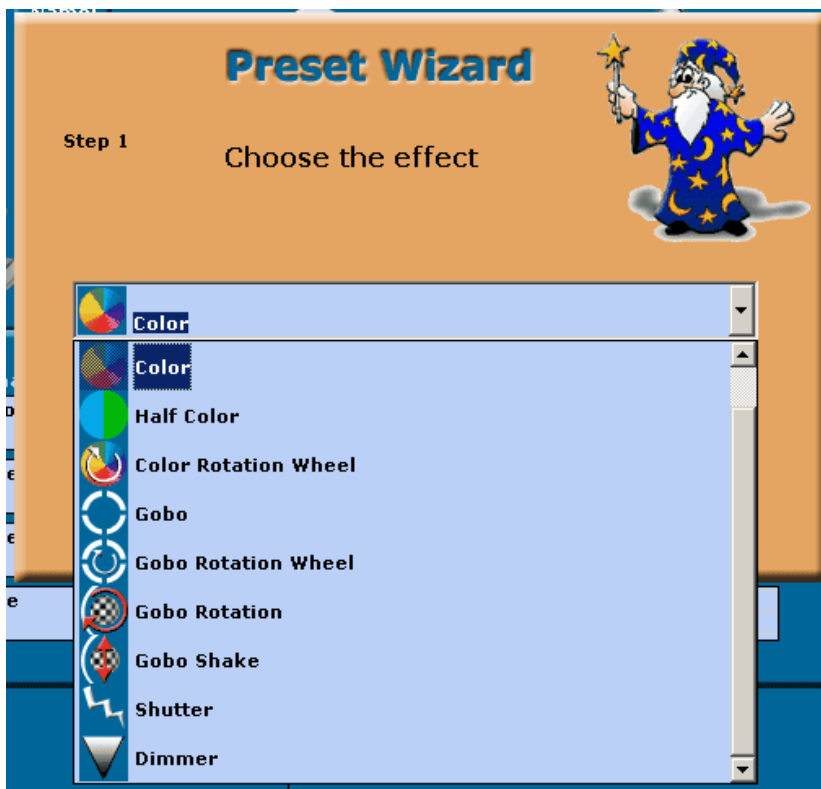 Name:
Preset Wizard
Step 1
Choose the effect
Color
Color
Half Color
Color Rotation Wheel
Gobo
Gobo Rotation Wheel
Gobo Rotation
Gobo Shake
Shutter
Dimmer